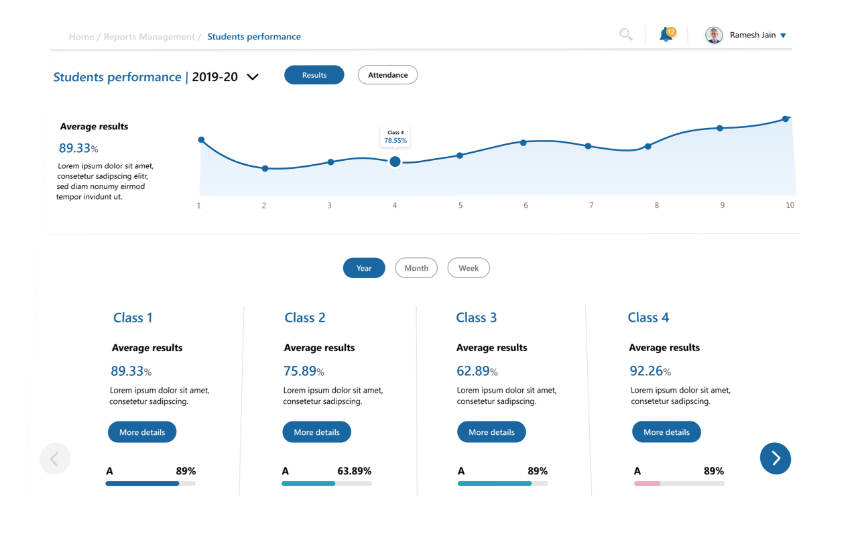 Home / Reports Management / Students performance
Ramesh Jain
Students performance | 2019-20
Results
Attendance
Average results
89.33%
Lorem ipsum dolor sit amet,
consetetur sadipscing elitr,
sed diam nonumy eirmod
tempor invidunt ut.
Class 4
78.55%
1 2 3 4 5 6 7 8 9 10
Year Month Week
Class 1
Average results
89.33%
Lorem ipsum dolor sit amet,
consetetur sadipscing.
More details
A 89%
Class 2
Average results
75.89%
Lorem ipsum dolor sit amet,
consetetur sadipscing.
More details
A 63.89%
Class 3
Average results
62.89%
Lorem ipsum dolor sit amet,
consetetur sadipscing.
More details
A 89%
Class 4
Average results
92.26%
Lorem ipsum dolor sit amet,
consetetur sadipscing.
More details
A 89%